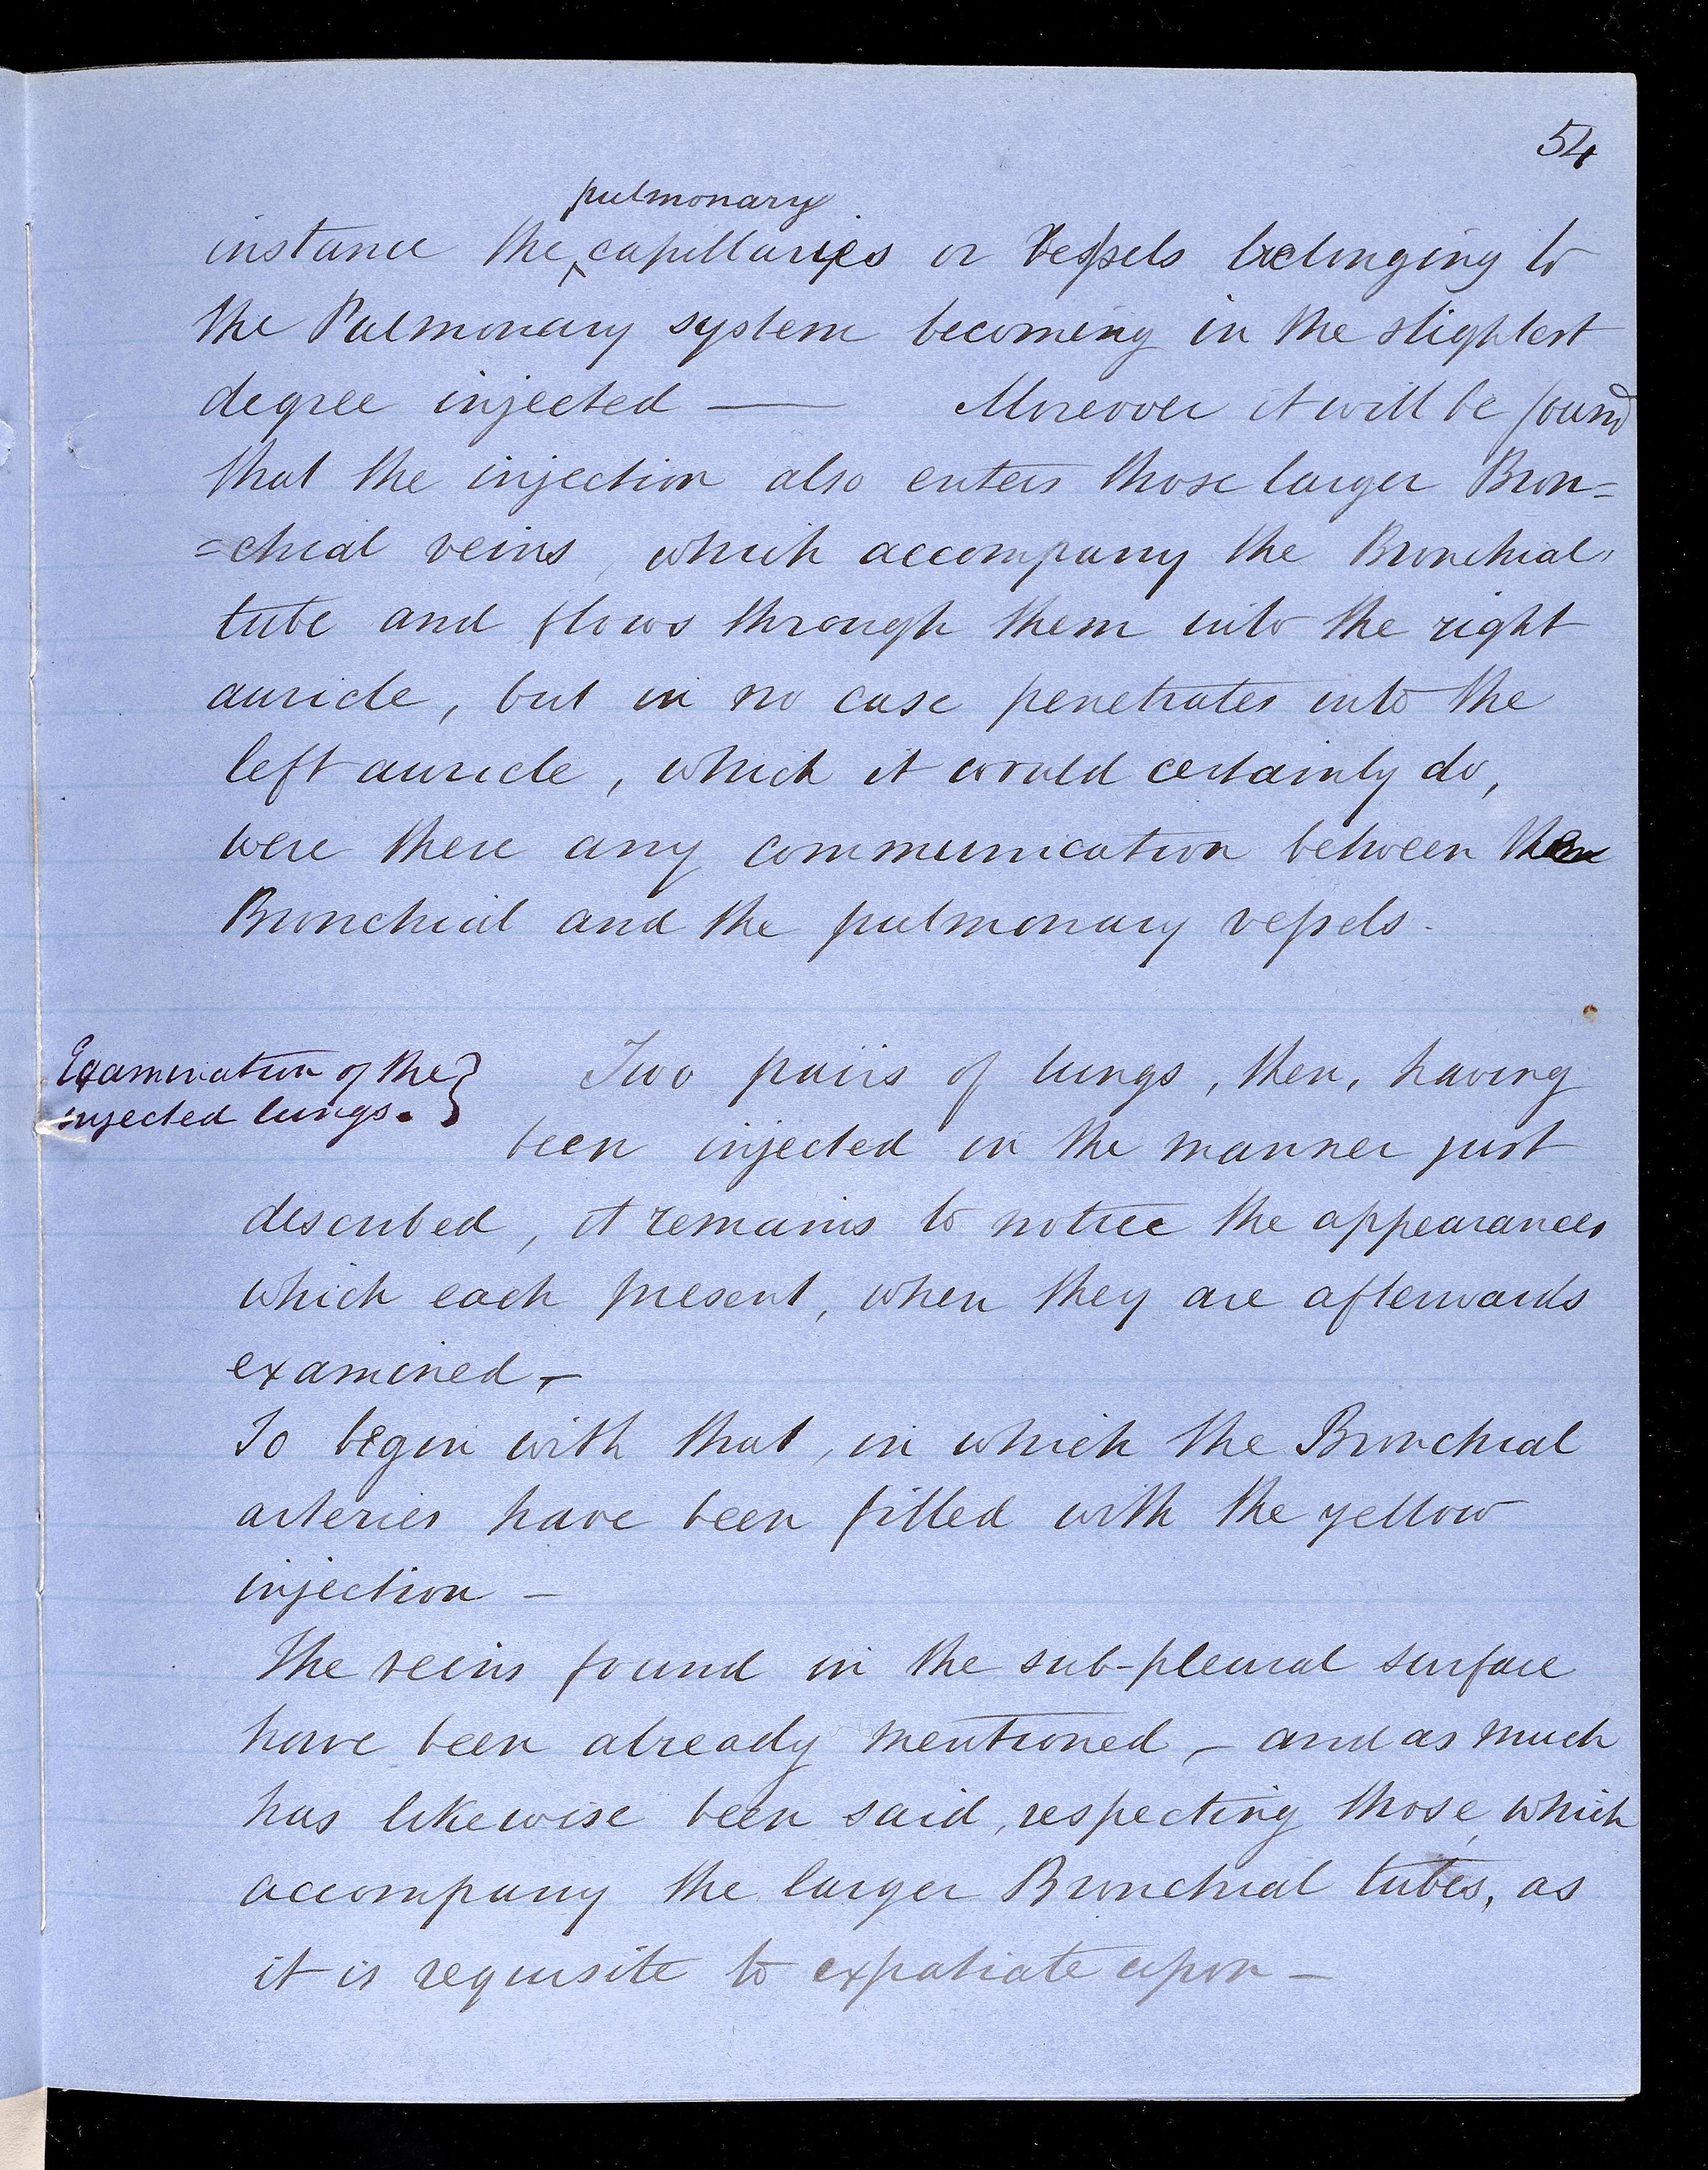 54
pulmonary
instance the ‸ capillaries or vessels belonging to
the Pulmonary system becoming in the slightest
degree injected — Moreover it will be found
that the injection also enters those larger Bron=
=chial veins, which accompany the Bronchial
tube and flows through them into the right
auricle, but in no case penetrates into the
left auricle, which it would certainly do,
were there any communication between the
Bronchial and the pulmonary vessels.
Examination of the }
injected lungs. }
Two pairs of lungs, then, having
been injected in the manner just
described, it remains to notice the appearances
which each present, when they are afterwards
examined —
To begin with that, in which the Bronchial
arteries have been filled with the yellow
injection —
The veins found in the sub-pleural surface
have been already mentioned — and as much
has likewise been said, respecting those, which
accompany the larger Bronchial tubes, as
it is requisite to expatiate upon —